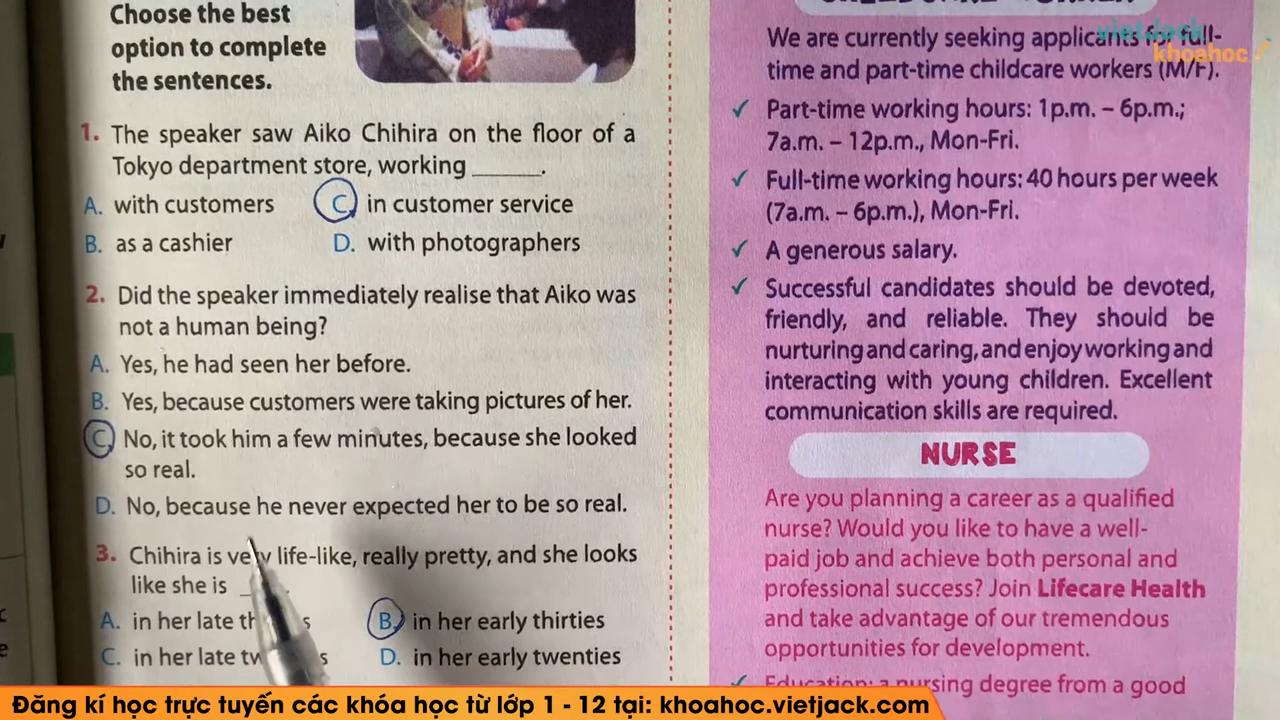 Choose the best
option to complete
the sentences.
1. The speaker saw Aiko Chihira on the floor of a
Tokyo department store, working ______.
A. with customers C. in customer service
B. as a cashier D. with photographers
2. Did the speaker immediately realise that Aiko was
not a human being?
A. Yes, he had seen her before.
B. Yes, because customers were taking pictures of her.
C. No, it took him a few minutes, because she looked
so real.
D. No, because he never expected her to be so real.
3. Chihira is very life-like, really pretty, and she looks
like she is
A. in her late B. in her early thirties
C. in her late D. in her early twenties
We are currently seeking applicants for full-
time and part-time childcare workers (M/F).
✓ Part-time working hours: 1p.m. – 6p.m.;
7a.m. – 12p.m., Mon-Fri.
✓ Full-time working hours: 40 hours per week
(7a.m. – 6p.m.), Mon-Fri.
✓ A generous salary.
✓ Successful candidates should be devoted,
friendly, and reliable. They should be
nurturing and caring, and enjoy working and
interacting with young children. Excellent
communication skills are required.
NURSE
Are you planning a career as a qualified
nurse? Would you like to have a well-
paid job and achieve both personal and
professional success? Join Lifecare Health
and take advantage of our tremendous
opportunities for development.
✓ Education: a nursing degree from a good
vietjack
khoahoc
Đăng kí học trực tuyến các khóa học từ lớp 1 - 12 tại: khoahoc.vietjack.com